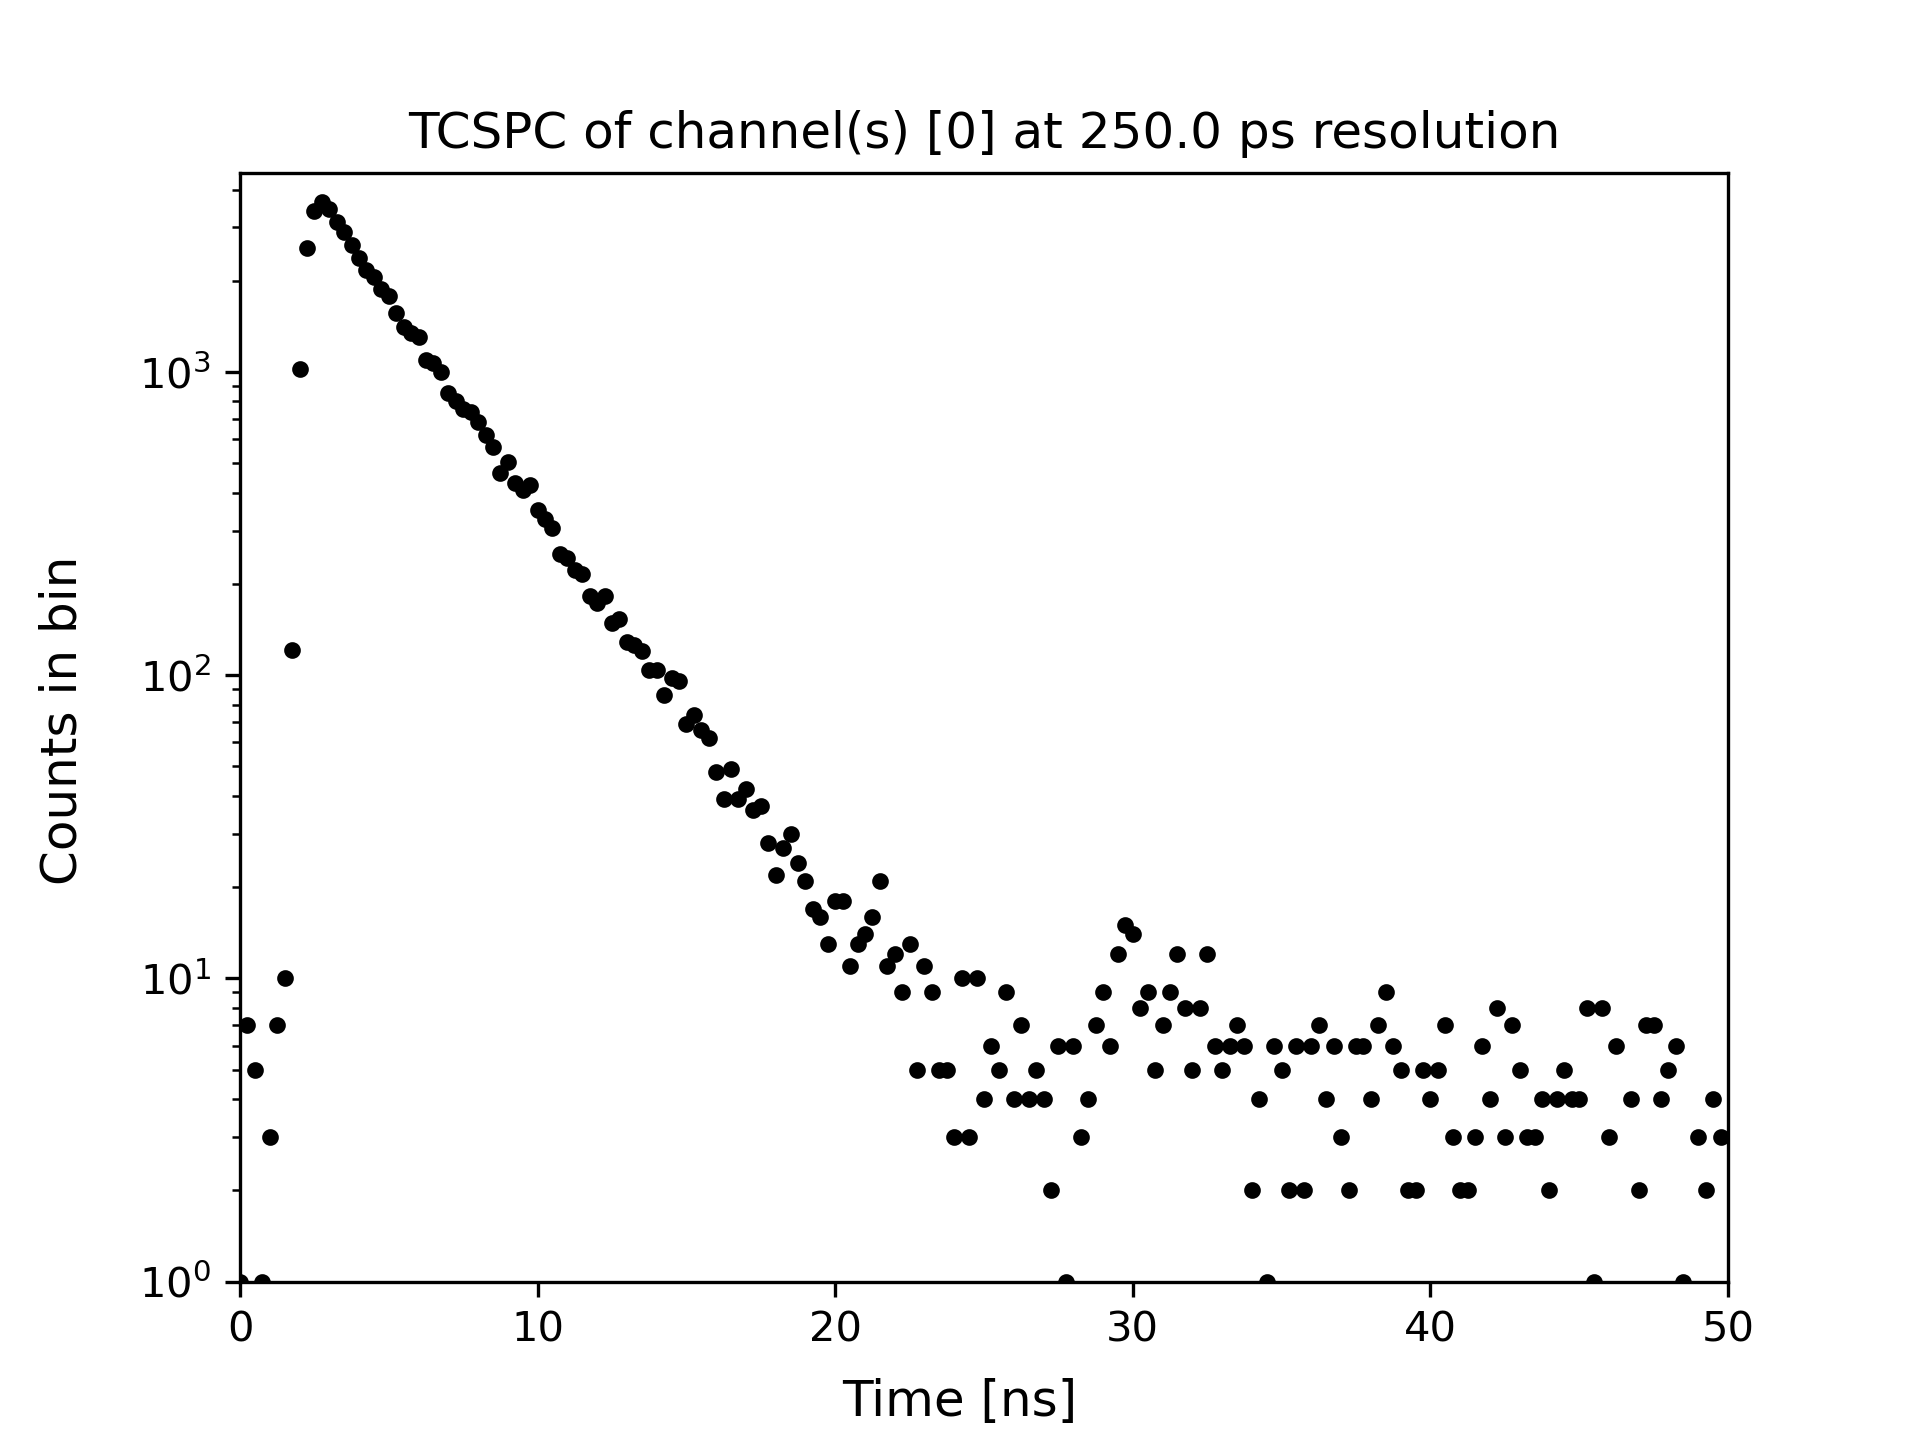 TCSPC of channel(s) [0] at 250.0 ps resolution
Counts in bin
10³
10²
10¹
10⁰
0 10 20 30 40 50
Time [ns]